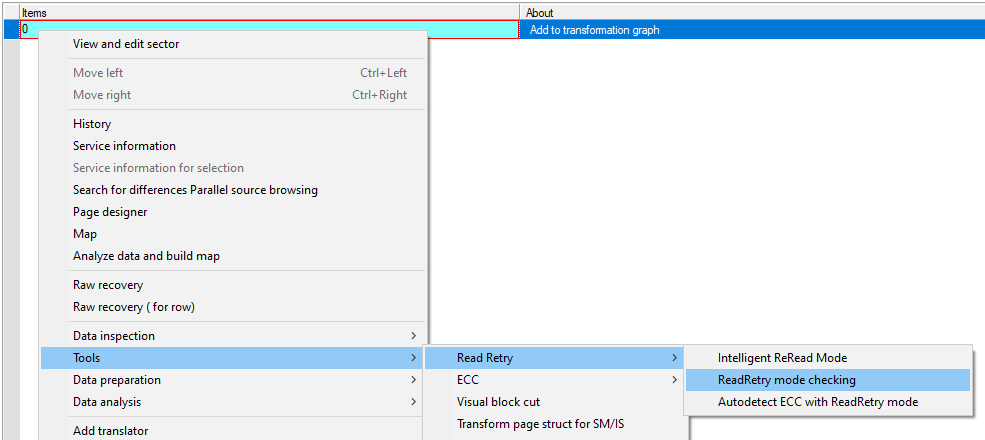 Items About
0 Add to transformation graph
View and edit sector
Move left Ctrl+Left
Move right Ctrl+Right
History
Service information
Service information for selection
Search for differences Parallel source browsing
Page designer
Map
Analyze data and build map
Raw recovery
Raw recovery ( for row)
Data inspection
Tools
Data preparation
Data analysis
Add translator
Read Retry
ECC
Visual block cut
Transform page struct for SM/IS
Intelligent ReRead Mode
ReadRetry mode checking
Autodetect ECC with ReadRetry mode